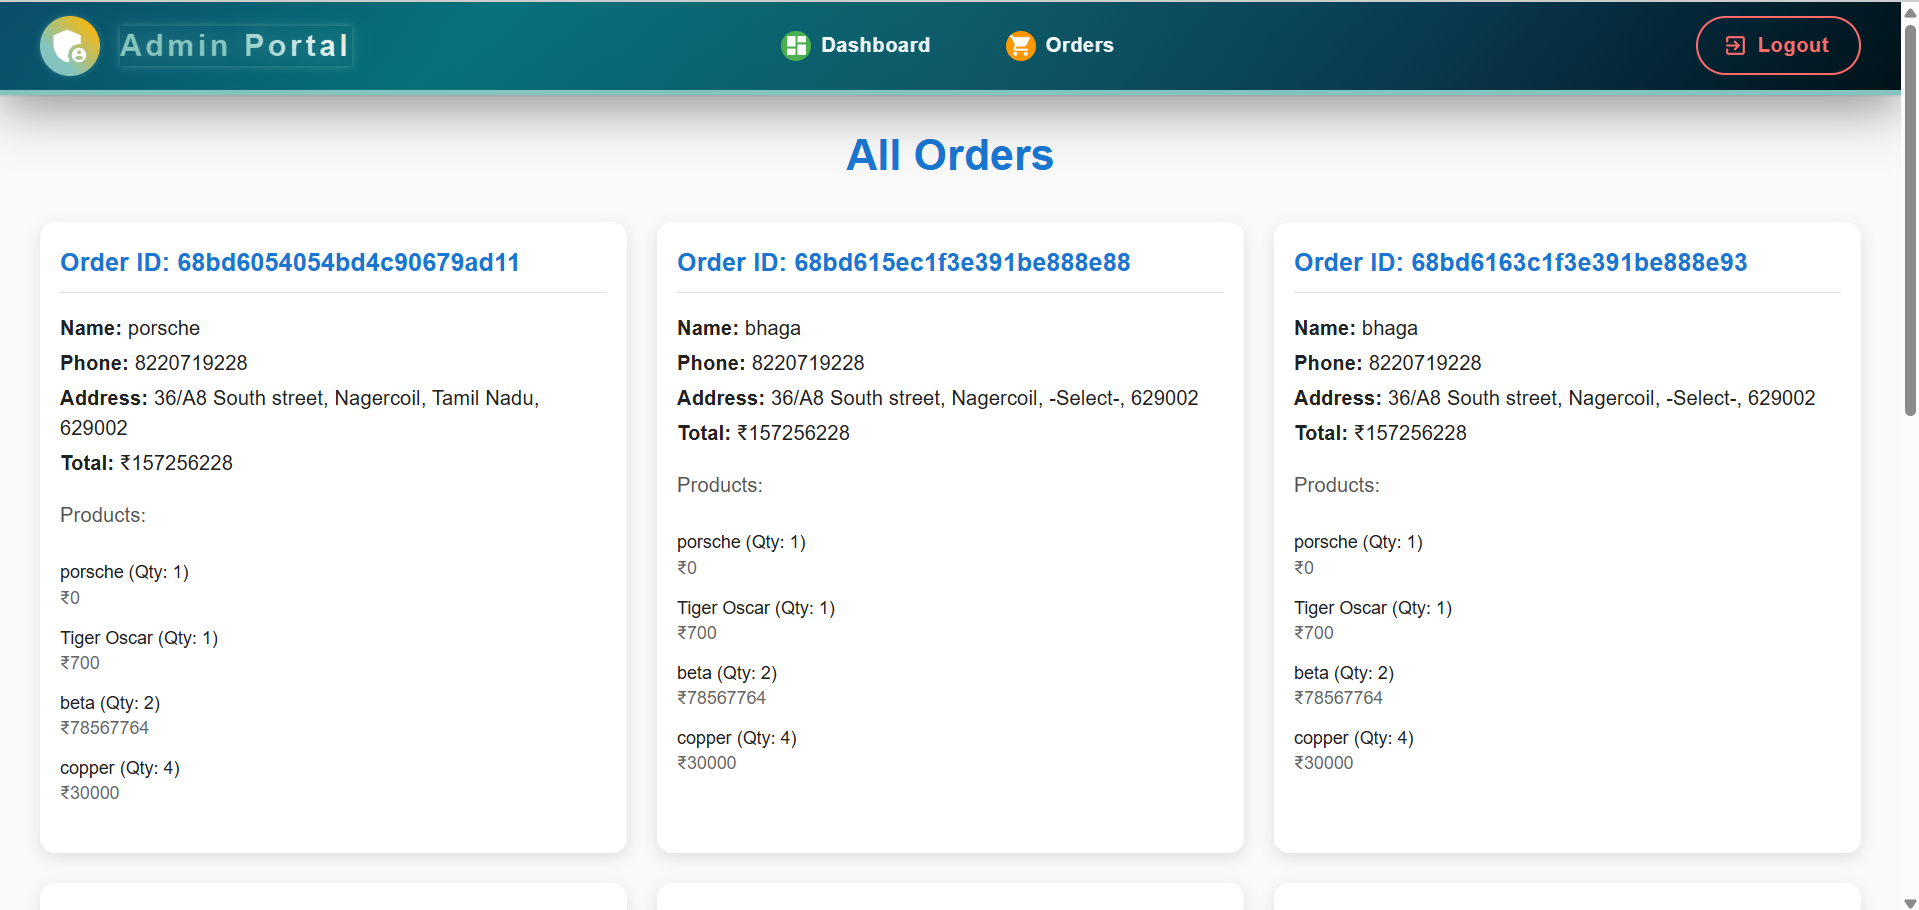 Admin Portal
Dashboard
Orders
Logout
All Orders
Order ID: 68bd6054054bd4c90679ad11
Name: porsche
Phone: 8220719228
Address: 36/A8 South street, Nagercoil, Tamil Nadu,
629002
Total: ₹157256228
Products:
porsche (Qty: 1)
₹0
Tiger Oscar (Qty: 1)
₹700
beta (Qty: 2)
₹78567764
copper (Qty: 4)
₹30000
Order ID: 68bd615ec1f3e391be888e88
Name: bhaga
Phone: 8220719228
Address: 36/A8 South street, Nagercoil, -Select-, 629002
Total: ₹157256228
Products:
porsche (Qty: 1)
₹0
Tiger Oscar (Qty: 1)
₹700
beta (Qty: 2)
₹78567764
copper (Qty: 4)
₹30000
Order ID: 68bd6163c1f3e391be888e93
Name: bhaga
Phone: 8220719228
Address: 36/A8 South street, Nagercoil, -Select-, 629002
Total: ₹157256228
Products:
porsche (Qty: 1)
₹0
Tiger Oscar (Qty: 1)
₹700
beta (Qty: 2)
₹78567764
copper (Qty: 4)
₹30000